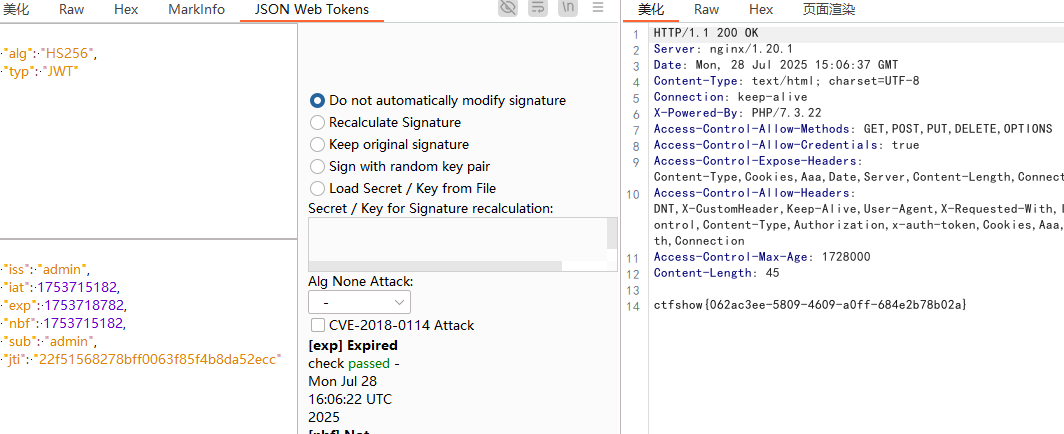 美化 Raw Hex MarkInfo JSON Web Tokens
"alg": "HS256",
"typ": "JWT"
"iss": "admin",
"iat": 1753715182,
"exp": 1753718782,
"nbf": 1753715182,
"sub": "admin",
"jti": "22f51568278bff0063f85f4b8da52ecc"
\n
Do not automatically modify signature
Recalculate Signature
Keep original signature
Sign with random key pair
Load Secret / Key from File
Secret / Key for Signature recalculation:
Alg None Attack:
-
CVE-2018-0114 Attack
[exp] Expired
check passed -
Mon Jul 28
16:06:22 UTC
2025
[nbf] Not
美化 Raw Hex 页面渲染
1 HTTP/1.1 200 OK
2 Server: nginx/1.20.1
3 Date: Mon, 28 Jul 2025 15:06:37 GMT
4 Content-Type: text/html; charset=UTF-8
5 Connection: keep-alive
6 X-Powered-By: PHP/7.3.22
7 Access-Control-Allow-Methods: GET,POST,PUT,DELETE,OPTIONS
8 Access-Control-Allow-Credentials: true
9 Access-Control-Expose-Headers:
Content-Type,Cookies,Aaa,Date,Server,Content-Length,Connect
10 Access-Control-Allow-Headers:
DNT,X-CustomHeader,Keep-Alive,User-Agent,X-Requested-With,
ontrol,Content-Type,Authorization,x-auth-token,Cookies,Aaa,
th,Connection
11 Access-Control-Max-Age: 1728000
12 Content-Length: 45
13
14 ctfshow{062ac3ee-5809-4609-a0ff-684e2b78b02a}